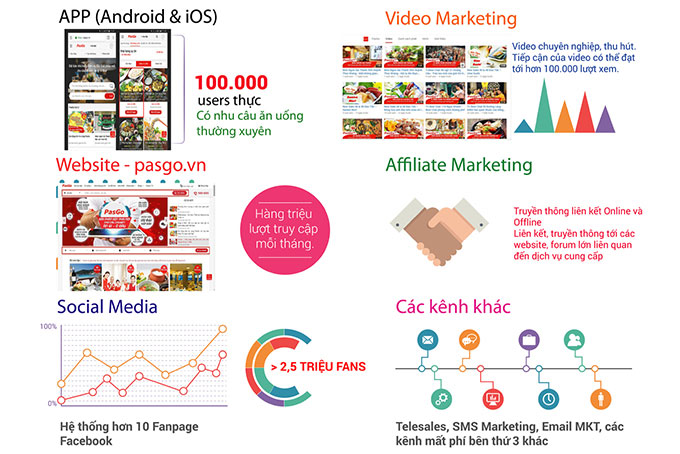 APP (Android & iOS)
100.000
users thực
Có nhu câu ăn uống
thường xuyên
Video Marketing
Video chuyên nghiệp, thu hút.
Tiếp cận của video có thể đạt
tới hơn 100.000 lượt xem.
Website - pasgo.vn
PasGo
Hàng triệu
lượt truy cập
mỗi tháng.
Affiliate Marketing
Truyền thông liên kết Online và
Offline
Liên kết, truyền thông tới các
website, forum lớn liên quan
đến dịch vụ cung cấp
Social Media
100%
0%
> 2,5 TRIỆU FANS
Hệ thống hơn 10 Fanpage
Facebook
Các kênh khác
Telesales, SMS Marketing, Email MKT, các
kênh mất phí bên thứ 3 khác